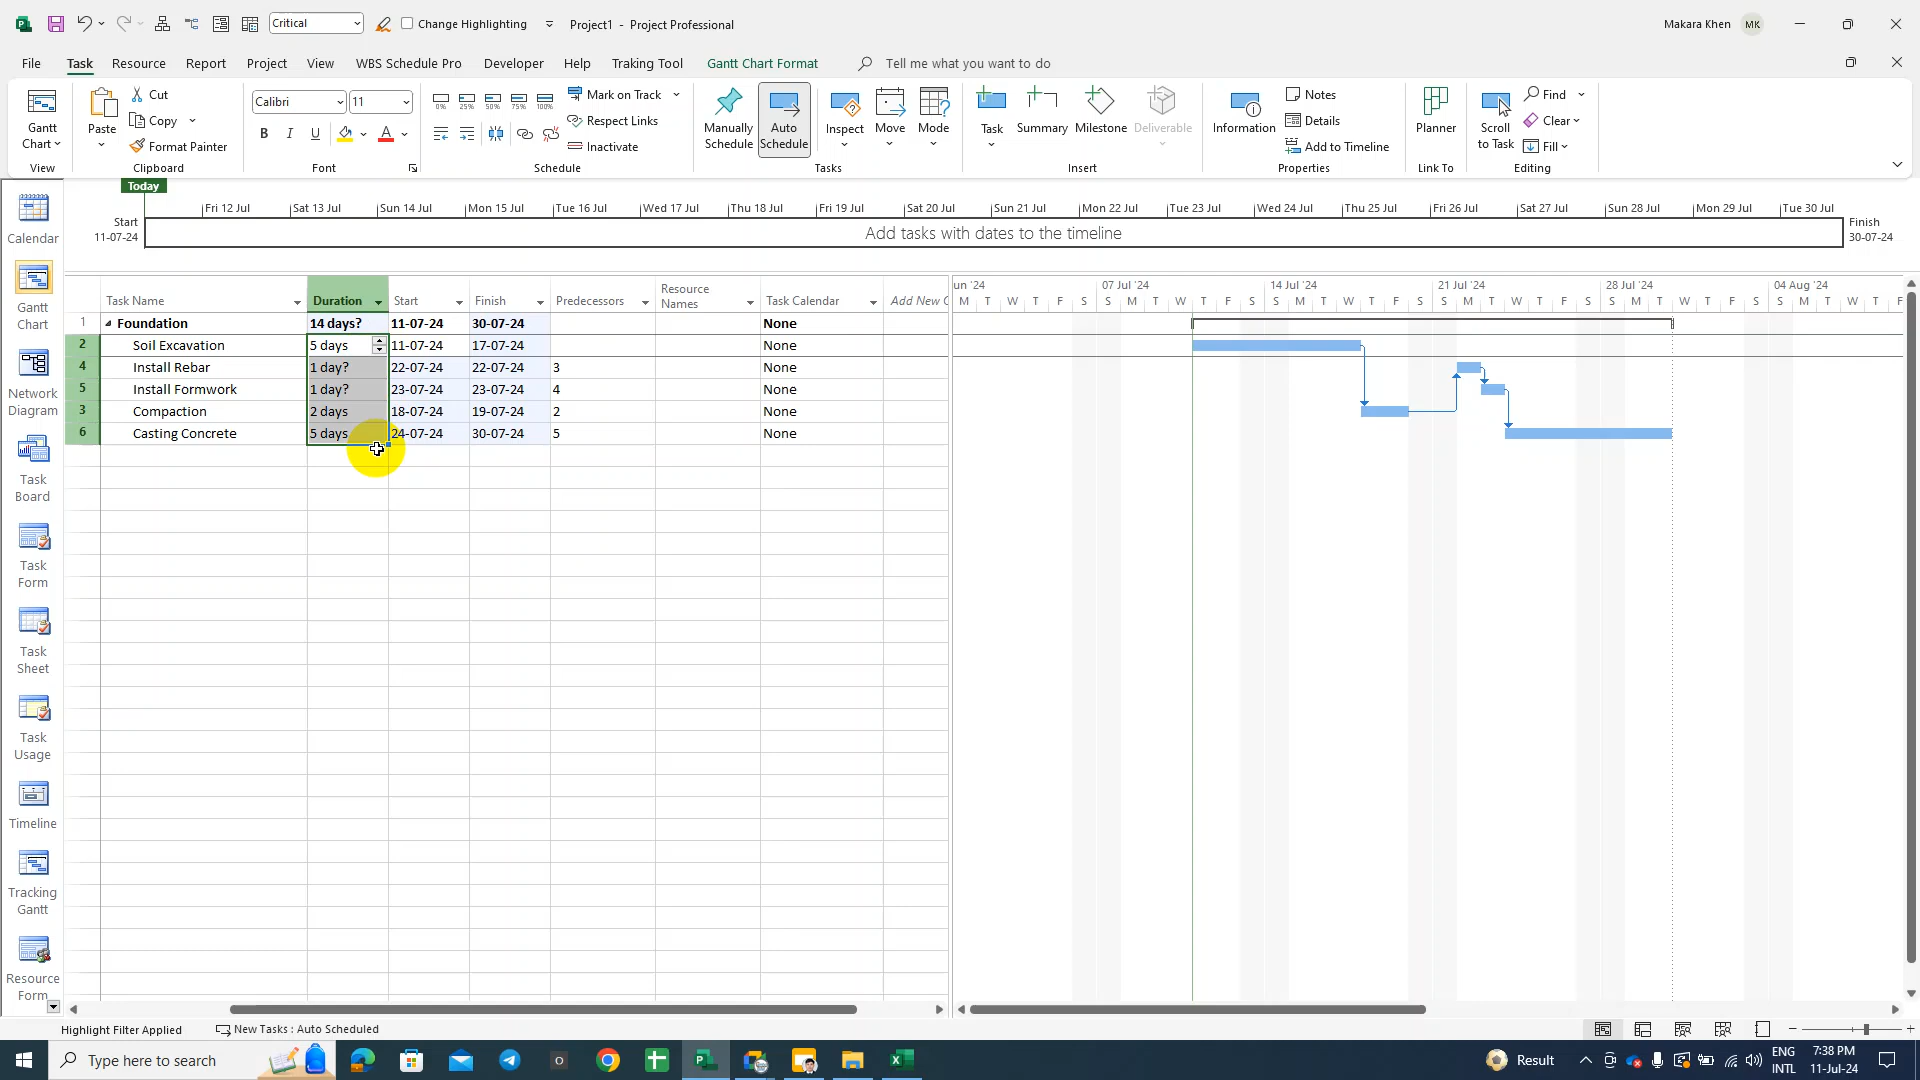 Critical
Change Highlighting
Project1 - Project Professional
Makara Khen
MK
File
Task
Resource
Report
Project
View
WBS Schedule Pro
Developer
Help
Traking Tool
Gantt Chart Format
Tell me what you want to do
Gantt Chart
View
Paste
Cut
Copy
Format Painter
Clipboard
Calibri
11
B I U A
Font
0% 25% 50% 75% 100%
Mark on Track
Respect Links
Inactivate
Schedule
Manually Schedule
Auto Schedule
Inspect
Move
Mode
Tasks
Task
Summary
Milestone
Deliverable
Insert
Information
Notes
Details
Add to Timeline
Properties
Planner
Link To
Scroll to Task
Find
Clear
Fill
Editing
Today
Start
11-07-24
Fri 12 Jul Sat 13 Jul Sun 14 Jul Mon 15 Jul Tue 16 Jul Wed 17 Jul Thu 18 Jul Fri 19 Jul Sat 20 Jul Sun 21 Jul Mon 22 Jul Tue 23 Jul Wed 24 Jul Thu 25 Jul Fri 26 Jul Sat 27 Jul Sun 28 Jul Mon 29 Jul Tue 30 Jul
Add tasks with dates to the timeline
Finish
30-07-24
Calendar
Gantt Chart
Network Diagram
Task Board
Task Form
Task Sheet
Task Usage
Timeline
Tracking Gantt
Resource Form
Task Name Duration Start Finish Predecessors Resource Names Task Calendar Add New C
1 Foundation 14 days? 11-07-24 30-07-24 None
2 Soil Excavation 5 days 11-07-24 17-07-24 None
4 Install Rebar 1 day? 22-07-24 22-07-24 3 None
5 Install Formwork 1 day? 23-07-24 23-07-24 4 None
3 Compaction 2 days 18-07-24 19-07-24 2 None
6 Casting Concrete 5 days 24-07-24 30-07-24 5 None
un '24 07 Jul '24 14 Jul '24 21 Jul '24 28 Jul '24 04 Aug '24
M T W T F S S M T W T F S S M T W T F S S M T W T F S S M T W T F S S M T W T F
Highlight Filter Applied
New Tasks : Auto Scheduled
Type here to search
Result
ENG
INTL
7:38 PM
11-Jul-24